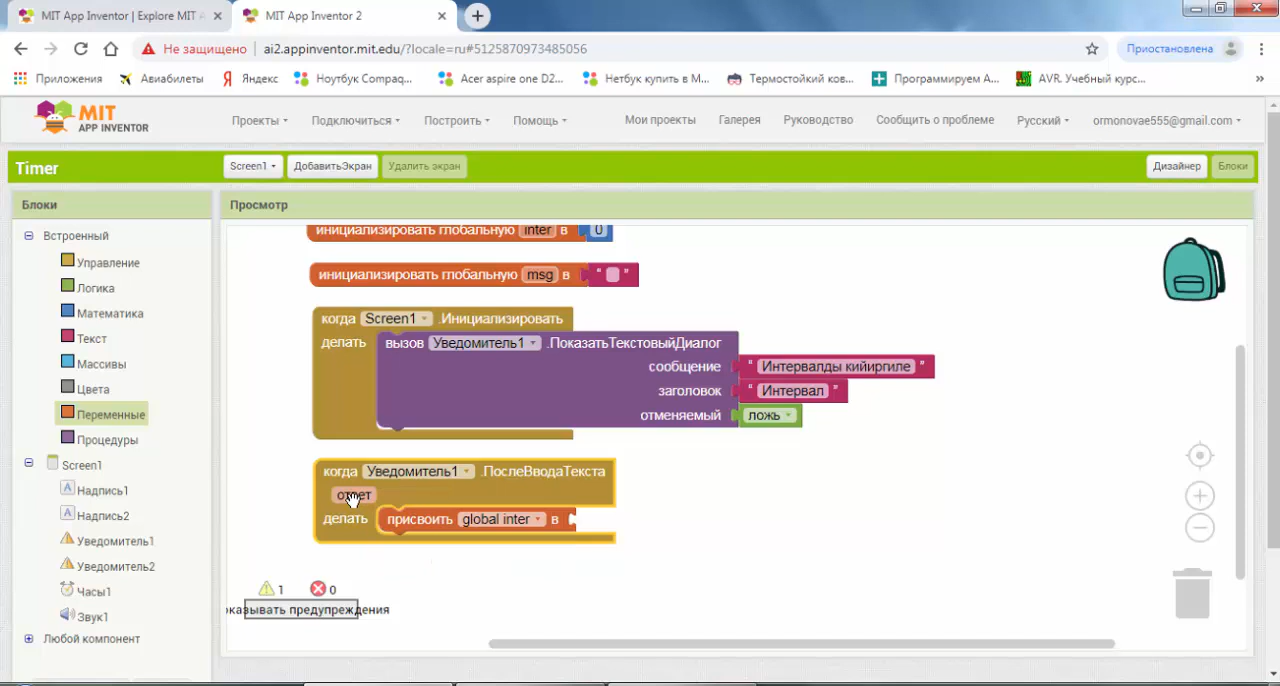 MIT App Inventor | Explore MIT A
MIT App Inventor 2
Не защищено | ai2.appinventor.mit.edu/?locale=ru#5125870973485056
Приостановлена
Приложения Авиабилеты Яндекс Ноутбук Compaq... Acer aspire one D2... Нетбук купить в М... Термостойкий ков... Программируем А... AVR. Учебный курс... »
MIT
APP INVENTOR
Проекты Подключиться Построить Помощь Мои проекты Галерея Руководство Сообщить о проблеме Русский ormonovae555@gmail.com
Timer Screen1 ДобавитьЭкран Удалить экран Дизайнер Блоки
Блоки Просмотр
Встроенный
Управление
Логика
Математика
Текст
Массивы
Цвета
Переменные
Процедуры
Screen1
Надпись1
Надпись2
Уведомитель1
Уведомитель2
Часы1
Звук1
Любой компонент
инициализировать глобальную inter в 0
инициализировать глобальную msg в " "
когда Screen1 .Инициализировать
делать вызов Уведомитель1 .ПоказатьТекстовыйДиалог
сообщение " Интервалды кийиргиле "
заголовок " Интервал "
отменяемый ложь
когда Уведомитель1 .ПослеВводаТекста
ответ
делать присвоить global inter в
1 0
оказывать предупреждения